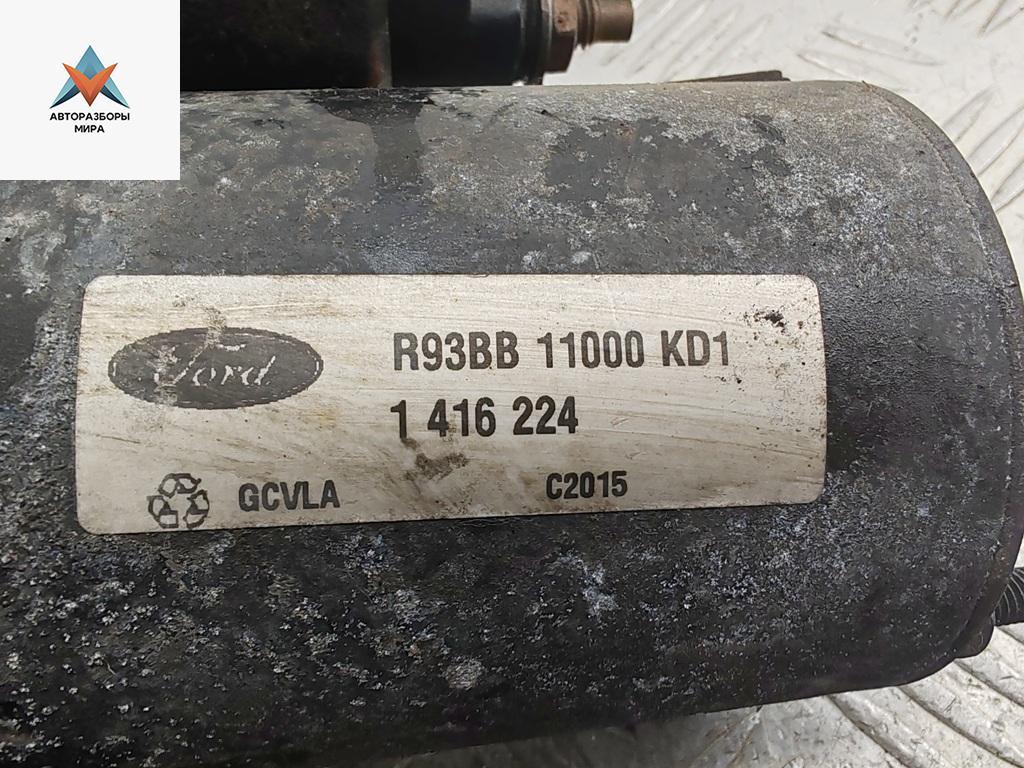 АВТОРАЗБОРЫ
МИРА
Ford
R93BB 11000 KD1
1 416 224
GCVLA C2015